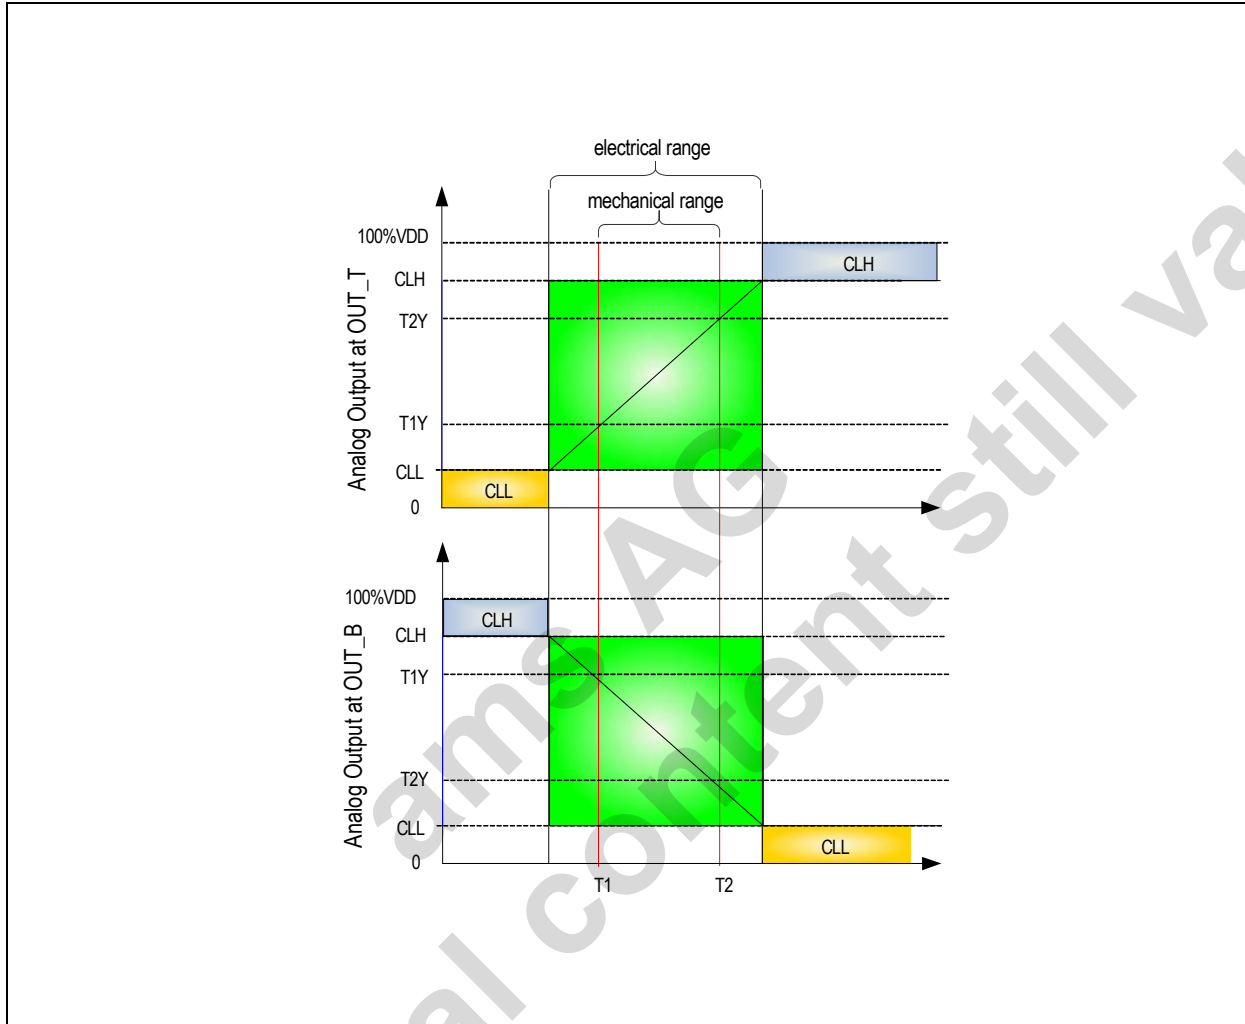 electrical range
mechanical range
100%VDD
CLH
CLH
T2Y
T1Y
CLL
CLL
0
Analog Output at OUT_T
100%VDD
CLH
CLH
T1Y
T2Y
CLL
CLL
0
Analog Output at OUT_B
T1
T2
ams AG
al content still val